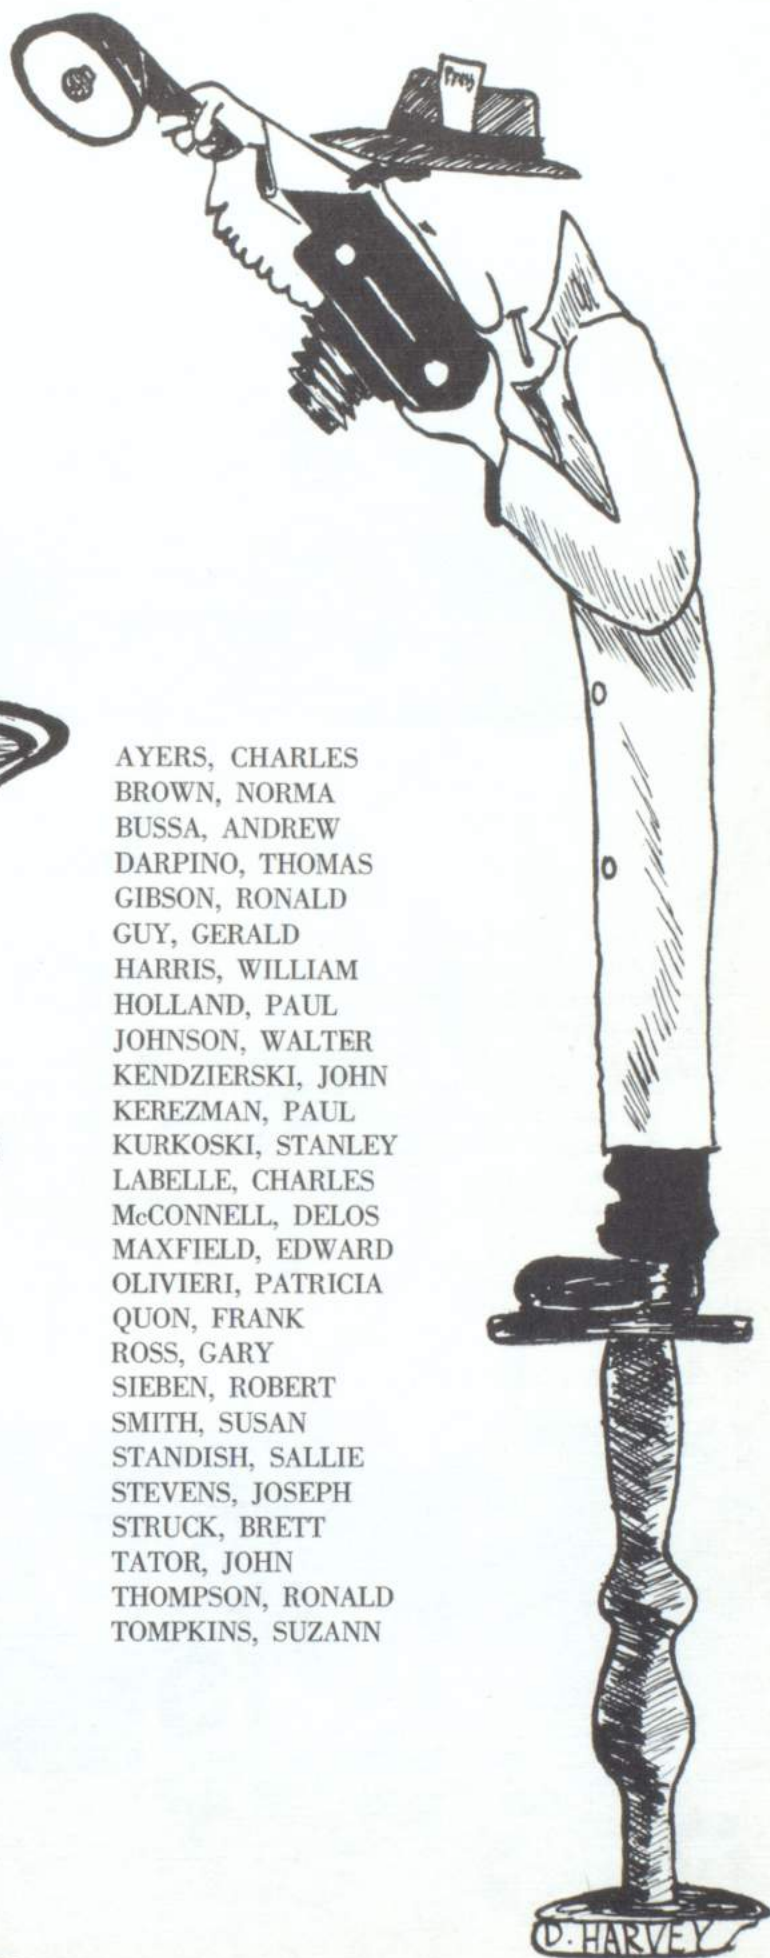 Press
AYERS, CHARLES
BROWN, NORMA
BUSSA, ANDREW
DARPINO, THOMAS
GIBSON, RONALD
GUY, GERALD
HARRIS, WILLIAM
HOLLAND, PAUL
JOHNSON, WALTER
KENDZIERSKI, JOHN
KEREZMAN, PAUL
KURKOSKI, STANLEY
LABELLE, CHARLES
McCONNELL, DELOS
MAXFIELD, EDWARD
OLIVIERI, PATRICIA
QUON, FRANK
ROSS, GARY
SIEBEN, ROBERT
SMITH, SUSAN
STANDISH, SALLIE
STEVENS, JOSEPH
STRUCK, BRETT
TATOR, JOHN
THOMPSON, RONALD
TOMPKINS, SUZANN
D. HARVEY